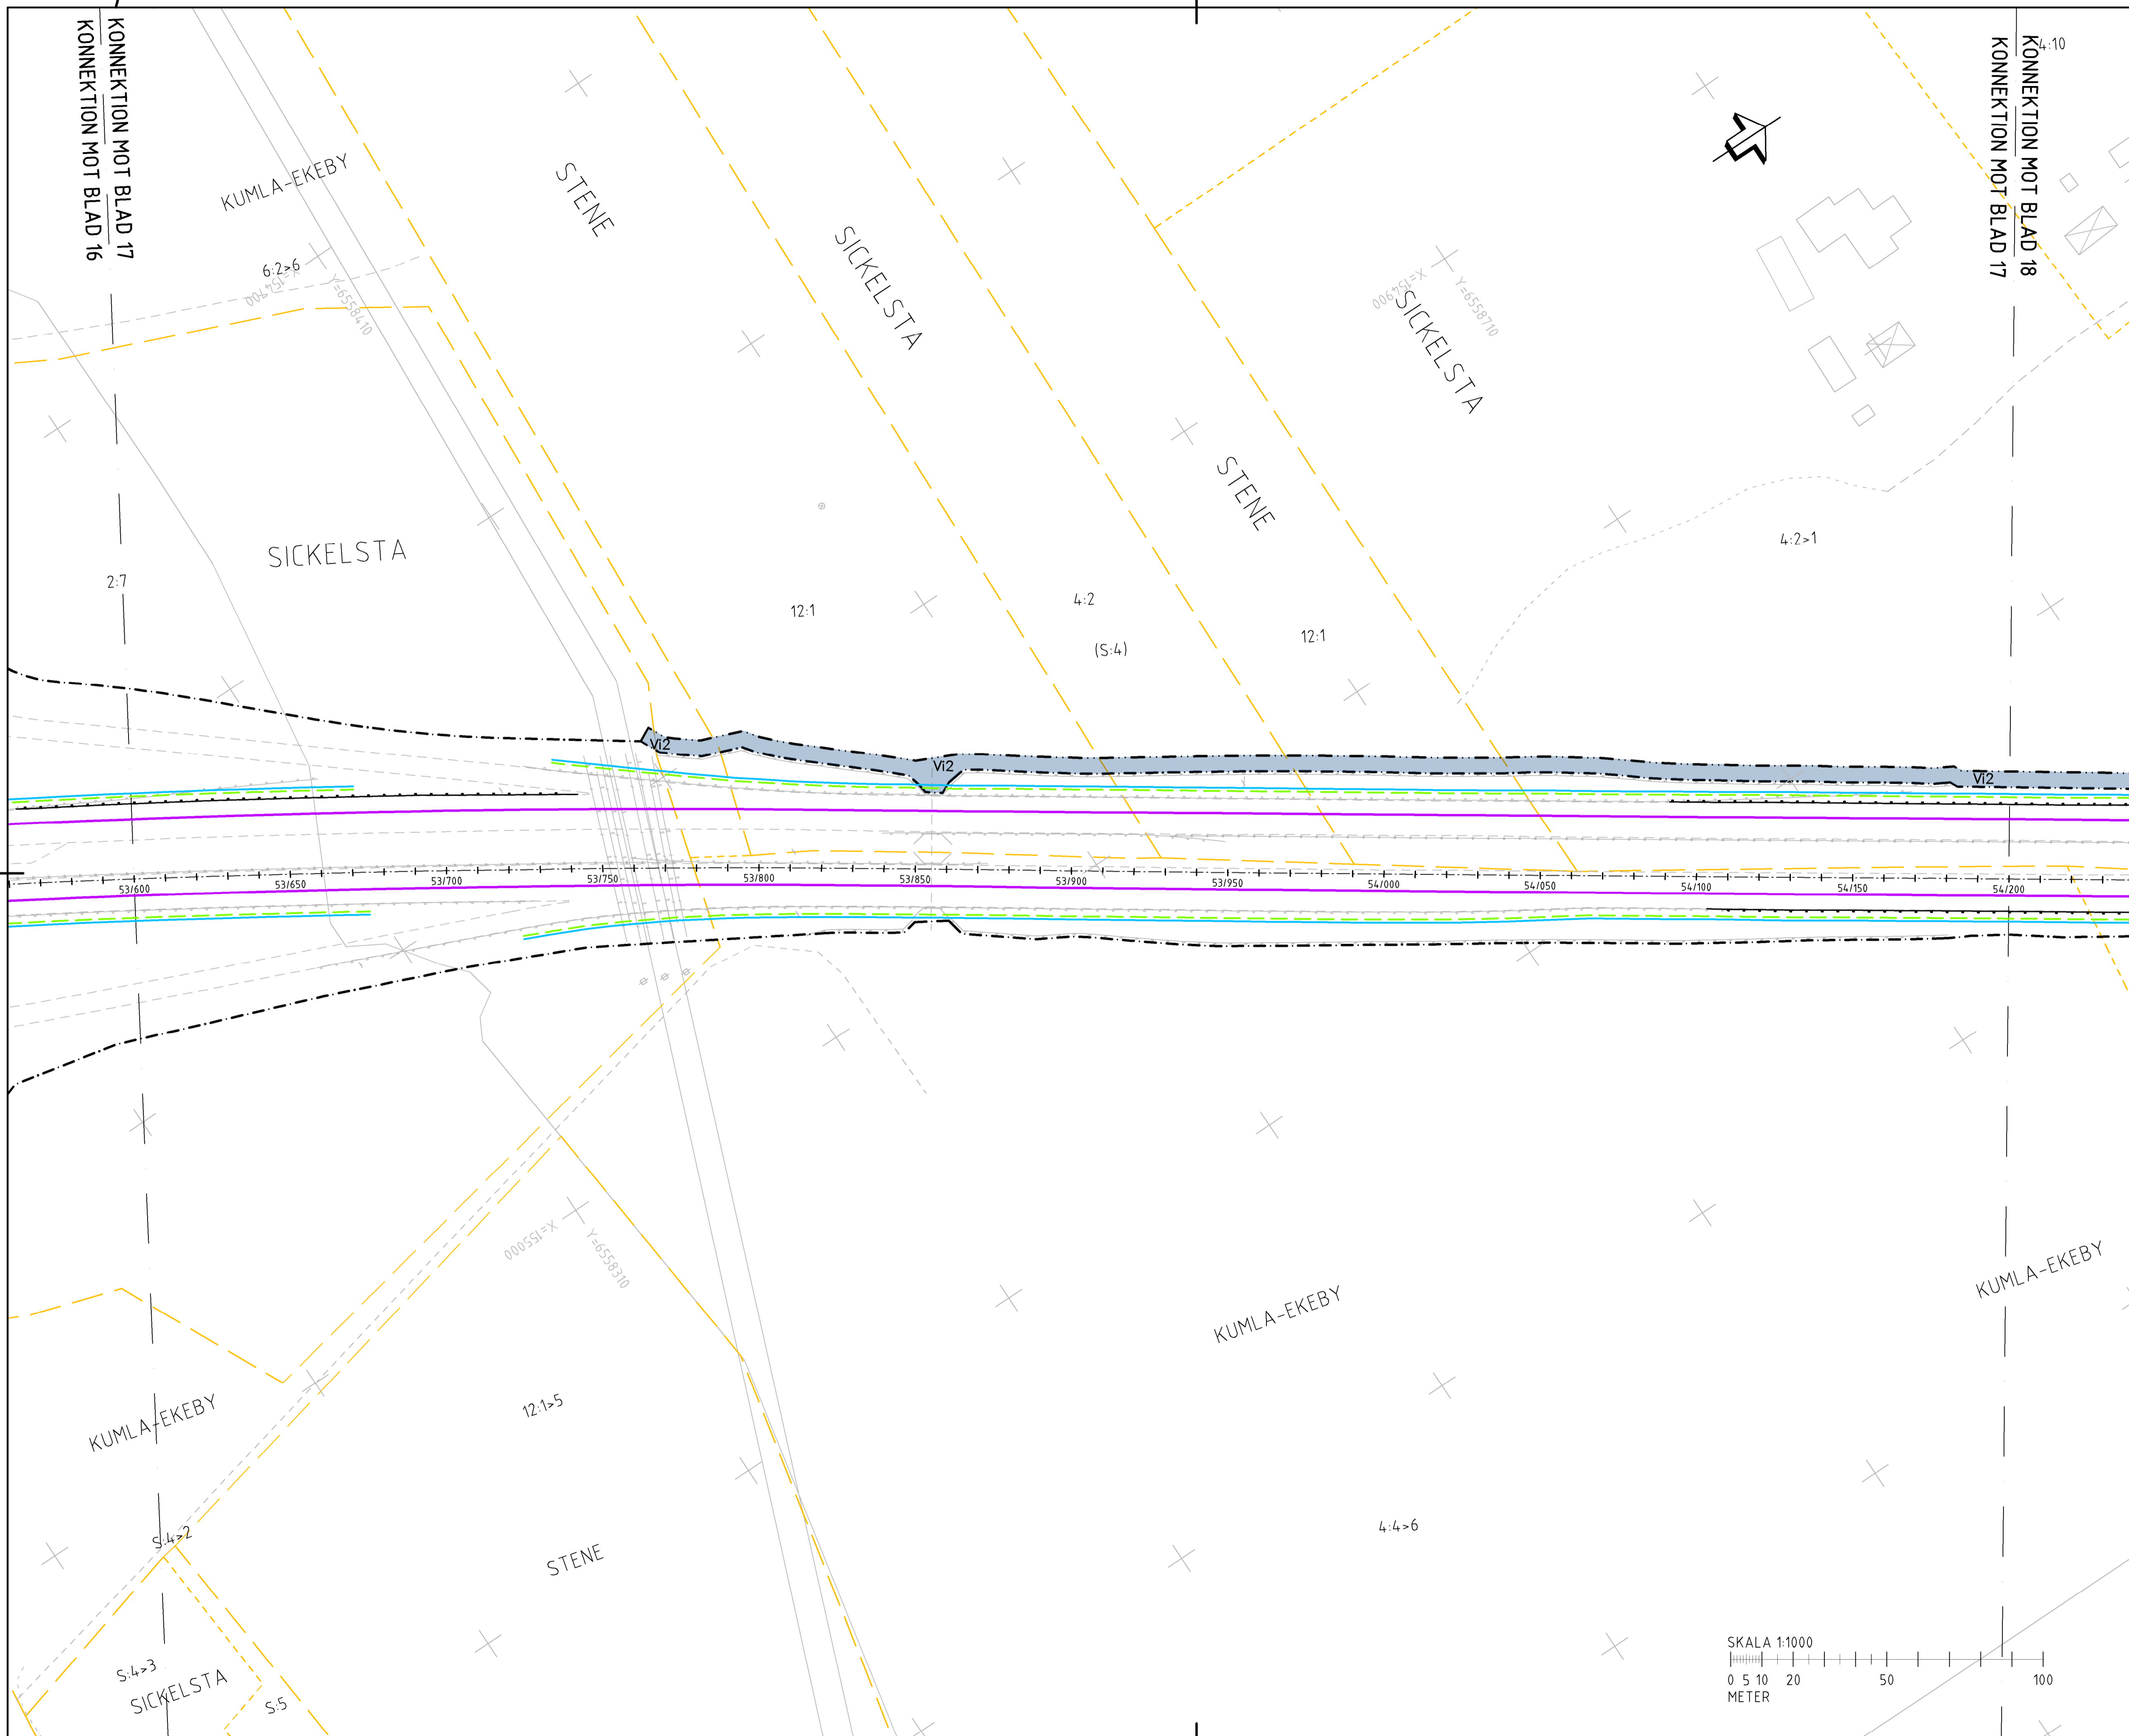 KONNEKTION MOT BLAD 17
KONNEKTION MOT BLAD 16
KONNEKTION MOT BLAD 18
KONNEKTION MOT BLAD 17
4:10
KUMLA-EKEBY
6:2>6
X=154700
Y=6558410
STENE
SICKELSTA
X=154900
Y=6558710
SICKELSTA
STENE
SICKELSTA
2:7
4:2>1
12:1
4:2
(S:4)
12:1
Vi2
Vi2
Vi2
53/600
53/650
53/700
53/750
53/800
53/850
53/900
53/950
54/000
54/050
54/100
54/150
54/200
X=155000
Y=6558310
KUMLA-EKEBY
KUMLA-EKEBY
KUMLA-EKEBY
12:1>5
4:4>6
S:4>2
STENE
S:4>3
SICKELSTA
S:5
SKALA 1:1000
0 5 10 20 50 100
METER